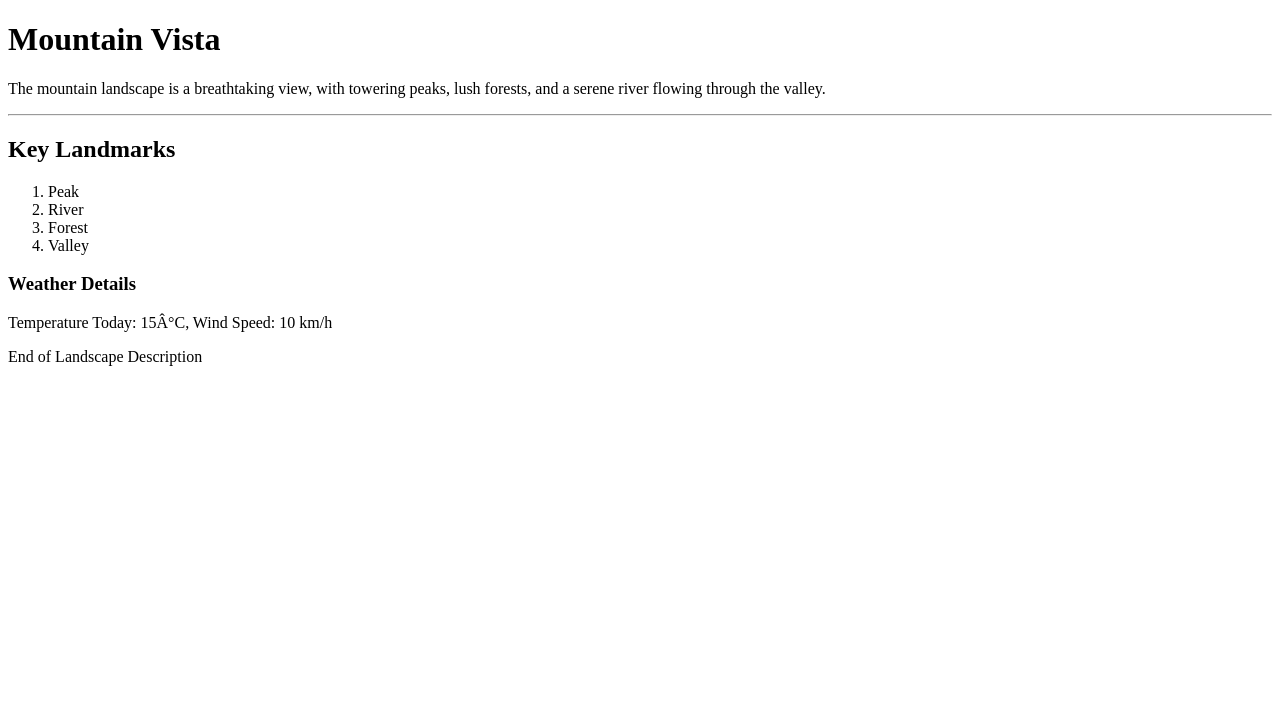 Mountain Vista
The mountain landscape is a breathtaking view, with towering peaks, lush forests, and a serene river flowing through the valley.
Key Landmarks
1. Peak
2. River
3. Forest
4. Valley
Weather Details
Temperature Today: 15Â°C, Wind Speed: 10 km/h
End of Landscape Description